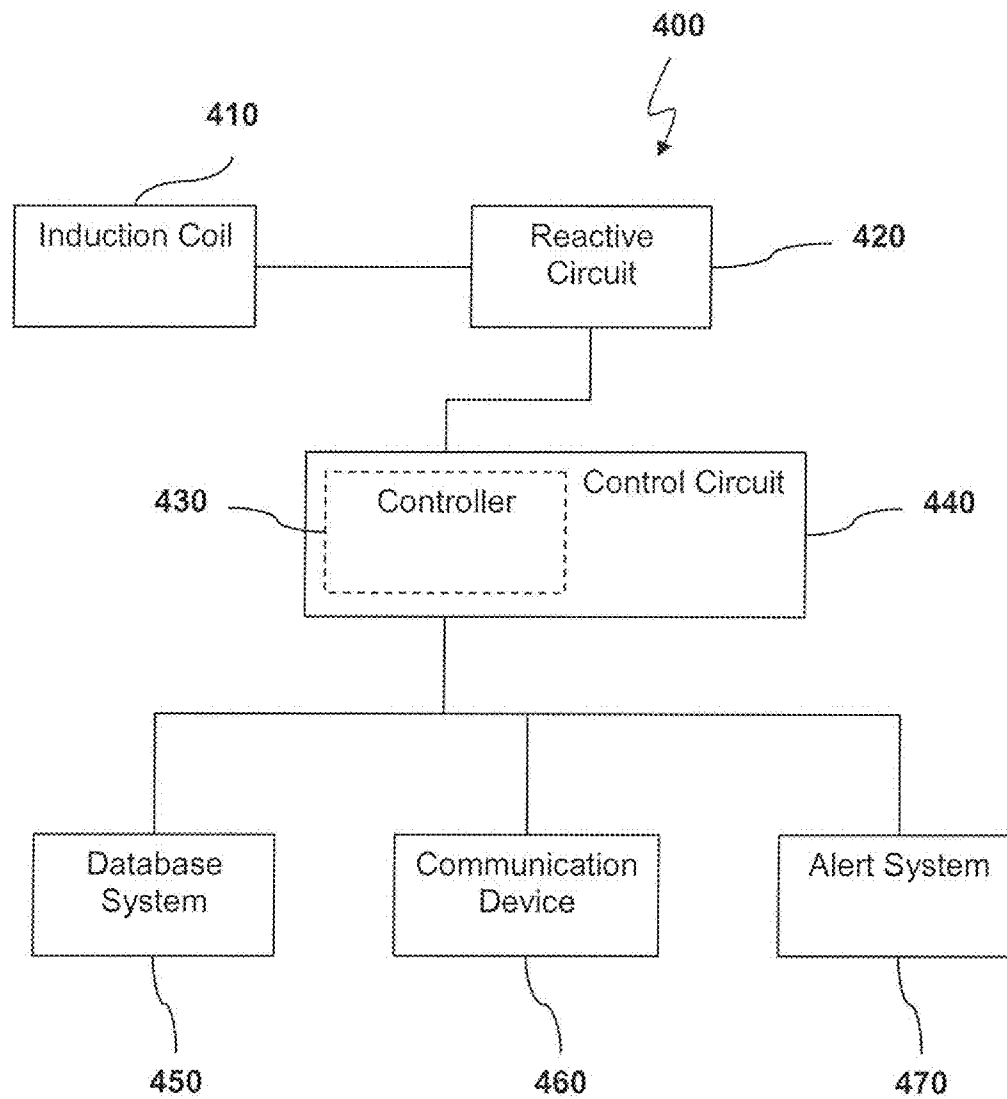 400
410
Induction Coil
Reactive
Circuit
420
430
Controller
Control Circuit
440
Database
System
Communication
Device
Alert System
450
460
470